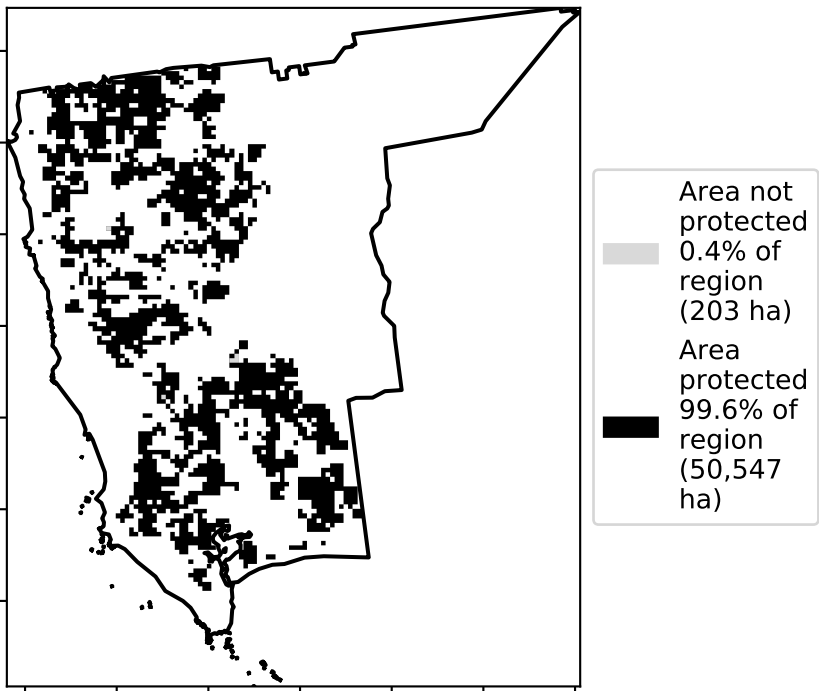 Area not
protected
0.4% of
region
(203 ha)
Area
protected
99.6% of
region
(50,547
ha)